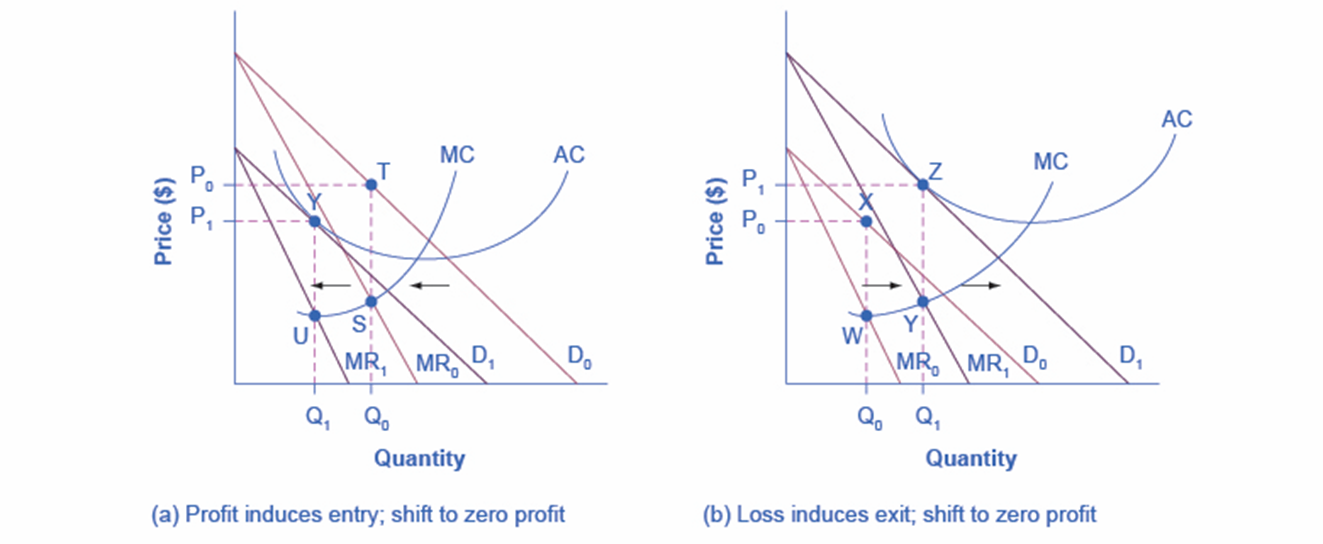 MC
AC
P₀
T
P₁
Y
Price ($)
U
S
MR₁
MR₀
D₁
D₀
Q₁
Q₀
Quantity
(a) Profit induces entry; shift to zero profit
AC
MC
P₁
Z
P₀
X
Price ($)
W
Y
MR₀
MR₁
D₀
D₁
Q₀
Q₁
Quantity
(b) Loss induces exit; shift to zero profit